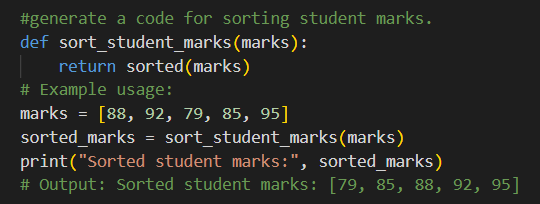 #generate a code for sorting student marks.
def sort_student_marks(marks):
    return sorted(marks)
# Example usage:
marks = [88, 92, 79, 85, 95]
sorted_marks = sort_student_marks(marks)
print("Sorted student marks:", sorted_marks)
# Output: Sorted student marks: [79, 85, 88, 92, 95]